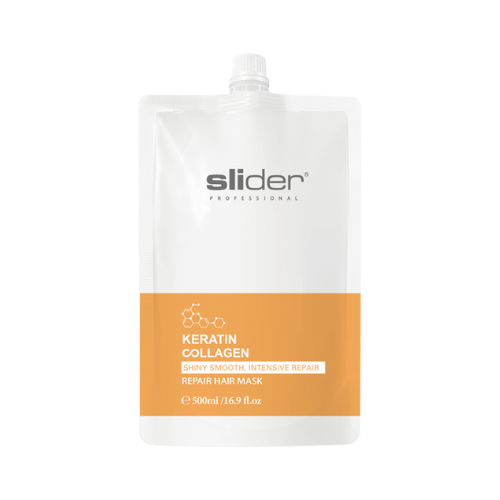 slider®
PROFESSIONAL
KERATIN
COLLAGEN
SHINY SMOOTH, INTENSIVE REPAIR
REPAIR HAIR MASK
℮ 500ml /16.9 fl.oz